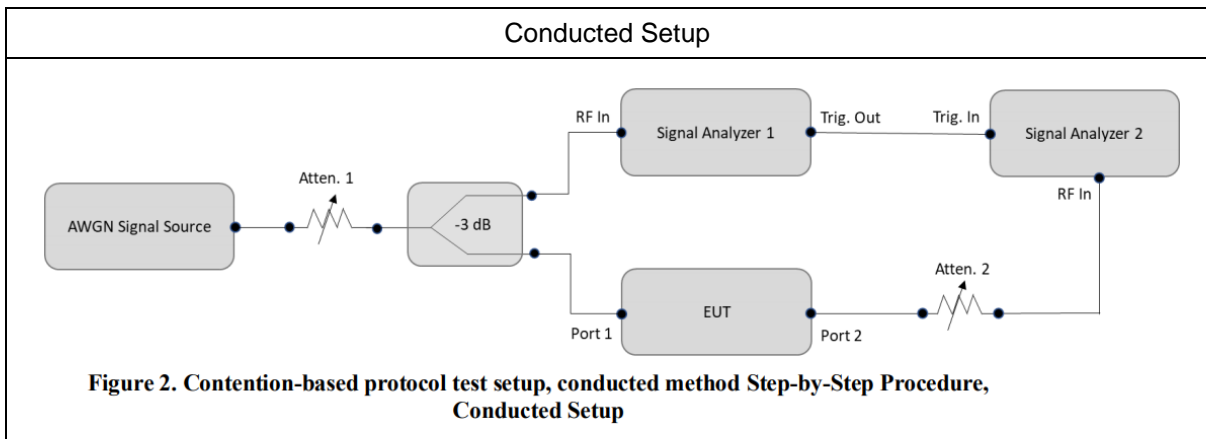 Conducted Setup
RF In
Signal Analyzer 1
Trig. Out
Trig. In
Signal Analyzer 2
RF In
Atten. 1
AWGN Signal Source
-3 dB
Atten. 2
EUT
Port 1
Port 2
Figure 2. Contention-based protocol test setup, conducted method Step-by-Step Procedure,
Conducted Setup